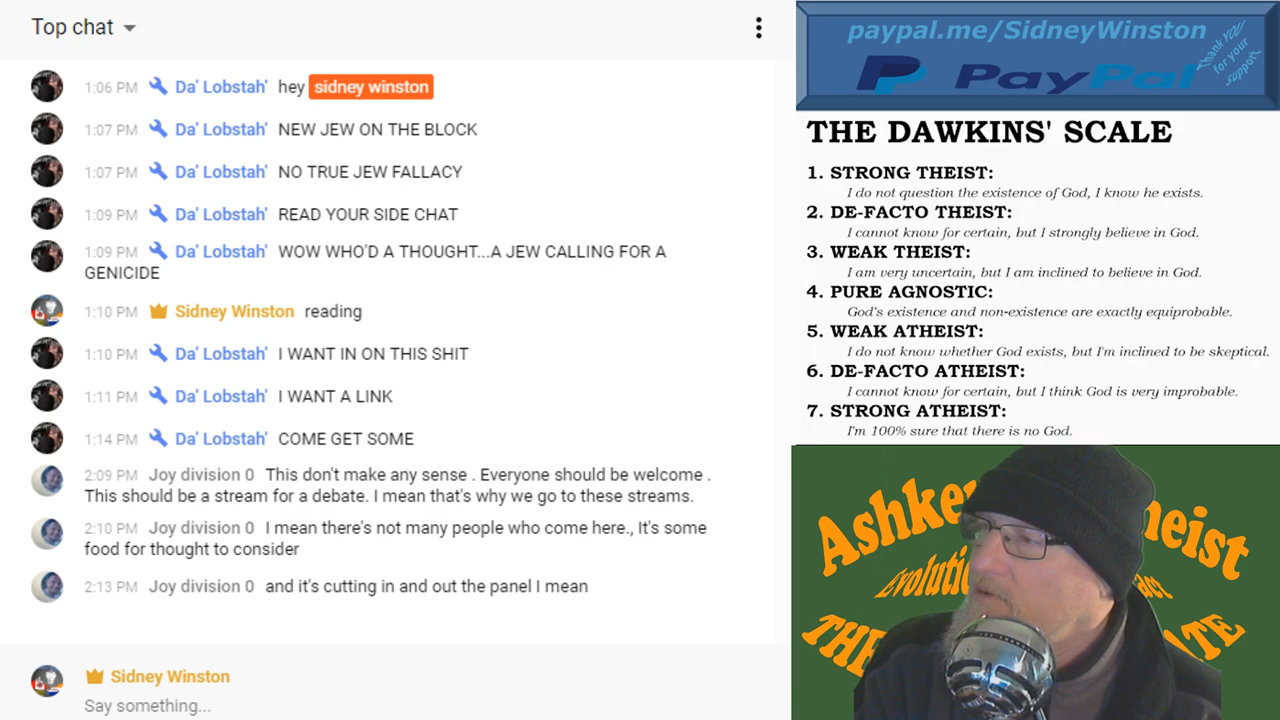 Top chat
1:06 PM Da' Lobstah' hey sidney winston
1:07 PM Da' Lobstah' NEW JEW ON THE BLOCK
1:07 PM Da' Lobstah' NO TRUE JEW FALLACY
1:09 PM Da' Lobstah' READ YOUR SIDE CHAT
1:09 PM Da' Lobstah' WOW WHO'D A THOUGHT...A JEW CALLING FOR A
GENICIDE
1:10 PM Sidney Winston reading
1:10 PM Da' Lobstah' I WANT IN ON THIS SHIT
1:11 PM Da' Lobstah' I WANT A LINK
1:14 PM Da' Lobstah' COME GET SOME
2:09 PM Joy division 0 This don't make any sense . Everyone should be welcome .
This should be a stream for a debate. I mean that's why we go to these streams.
2:10 PM Joy division 0 I mean there's not many people who come here., It's some
food for thought to consider
2:13 PM Joy division 0 and it's cutting in and out the panel I mean
Sidney Winston
Say something...
paypal.me/SidneyWinston
PayPal
Thank YOU
for your
support
THE DAWKINS' SCALE
1. STRONG THEIST:
I do not question the existence of God, I know he exists.
2. DE-FACTO THEIST:
I cannot know for certain, but I strongly believe in God.
3. WEAK THEIST:
I am very uncertain, but I am inclined to believe in God.
4. PURE AGNOSTIC:
God's existence and non-existence are exactly equiprobable.
5. WEAK ATHEIST:
I do not know whether God exists, but I'm inclined to be skeptical.
6. DE-FACTO ATHEIST:
I cannot know for certain, but I think God is very improbable.
7. STRONG ATHEIST:
I'm 100% sure that there is no God.